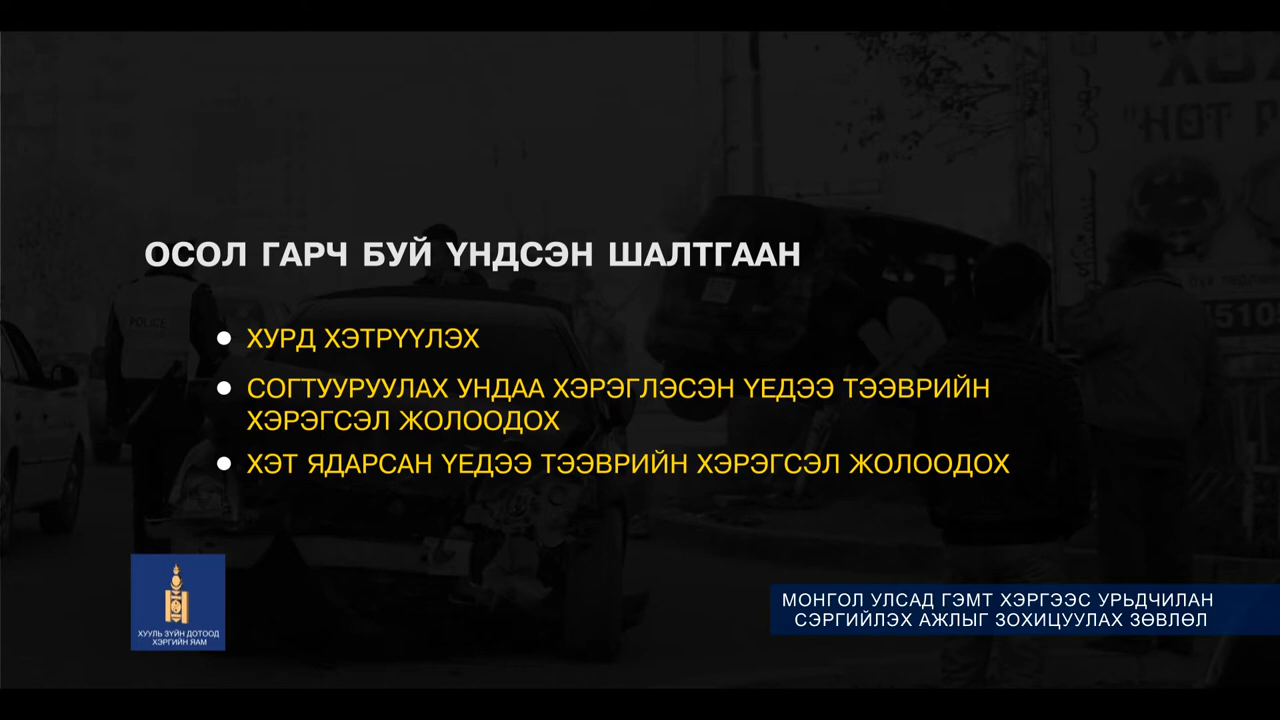 ОСОЛ ГАРЧ БУЙ ҮНДСЭН ШАЛТГААН
ХУРД ХЭТРҮҮЛЭХ
СОГТУУРУУЛАХ УНДАА ХЭРЭГЛЭСЭН ҮЕДЭЭ ТЭЭВРИЙН
ХЭРЭГСЭЛ ЖОЛООДОХ
ХЭТ ЯДАРСАН ҮЕДЭЭ ТЭЭВРИЙН ХЭРЭГСЭЛ ЖОЛООДОХ
POLICE
ХУУЛЬ ЗҮЙН ДОТООД
ХЭРГИЙН ЯАМ
МОНГОЛ УЛСАД ГЭМТ ХЭРГЭЭС УРЬДЧИЛАН
СЭРГИЙЛЭХ АЖЛЫГ ЗОХИЦУУЛАХ ЗӨВЛӨЛ